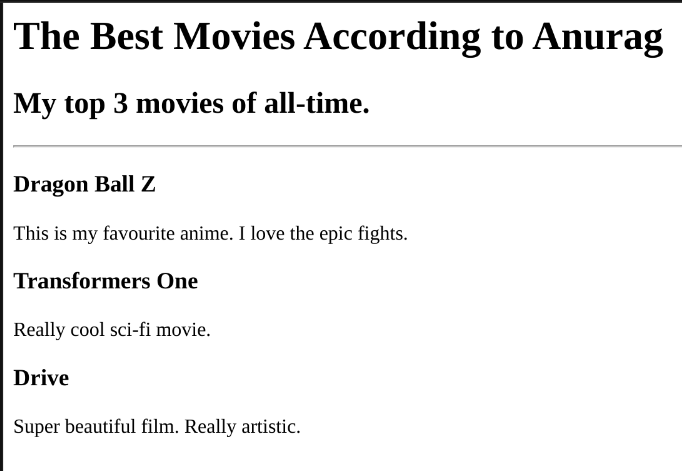 The Best Movies According to Anurag
My top 3 movies of all-time.
Dragon Ball Z
This is my favourite anime. I love the epic fights.
Transformers One
Really cool sci-fi movie.
Drive
Super beautiful film. Really artistic.